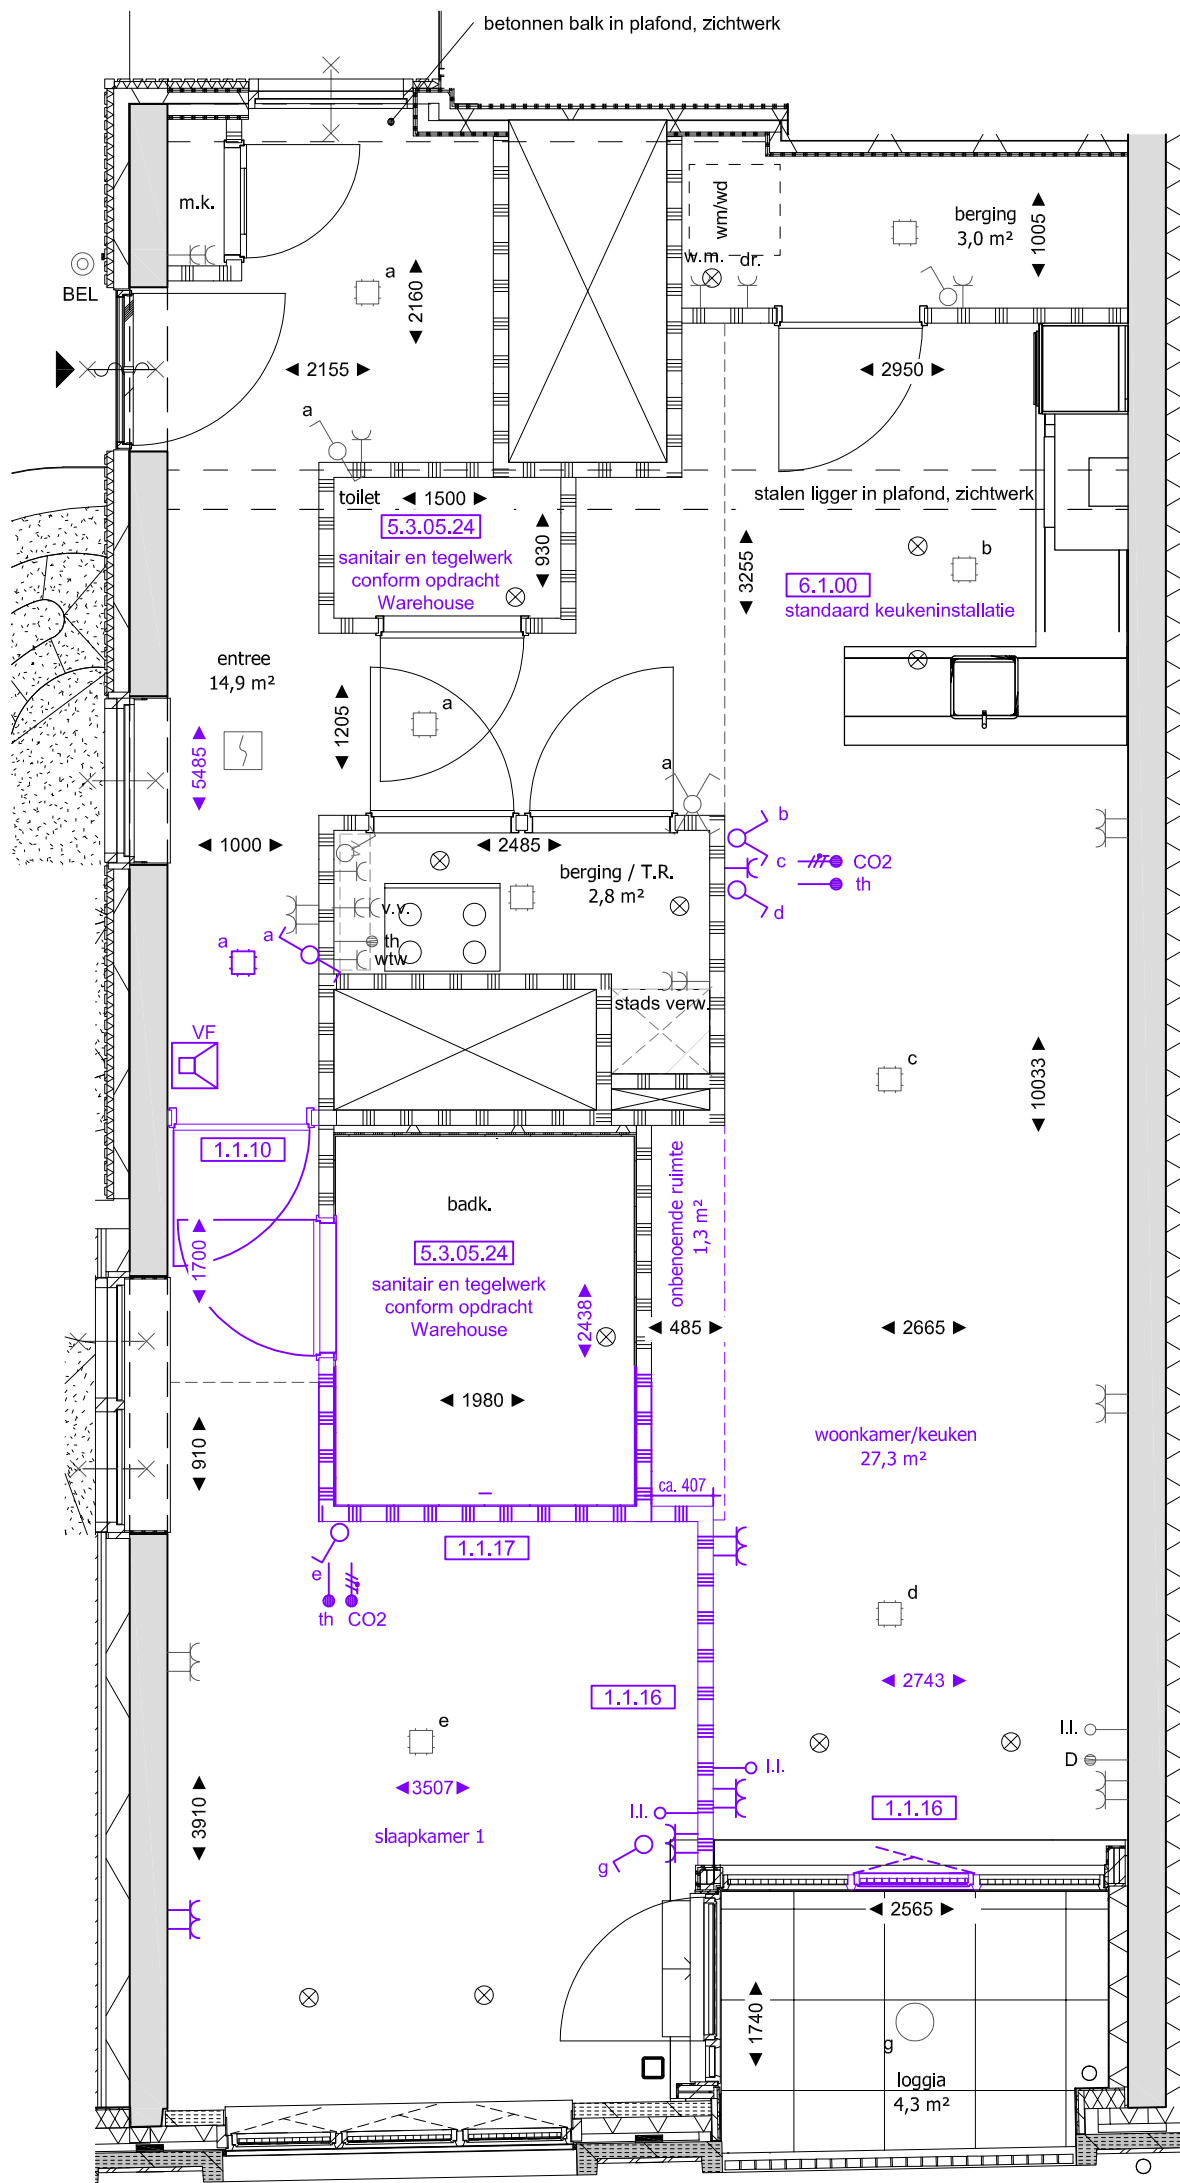 betonnen balk in plafond, zichtwerk
m.k.
wm/wd
berging
3,0 m²
1005
w.m.
dr.
BEL
a
2160
2155
2950
a
toilet
1500
stalen ligger in plafond, zichtwerk
5.3.05.24
sanitair en tegelwerk
conform opdracht
Warehouse
930
3255
b
6.1.00
standaard keukeninstallatie
entree
14,9 m²
1205
a
5485
a
b
1000
2485
c
CO2
berging / T.R.
2,8 m²
th
d
v.v.
a
a
th
wtw
stads verw.
VF
c
10033
1.1.10
onbenoemde ruimte
1,3 m²
badk.
1700
5.3.05.24
sanitair en tegelwerk
conform opdracht
Warehouse
2438
485
2665
1980
910
woonkamer/keuken
27,3 m²
ca. 407
1.1.17
e
th
CO2
d
2743
1.1.16
l.l.
e
D
l.l.
3507
1.1.16
3910
l.l.
slaapkamer 1
g
2565
1740
g
loggia
4,3 m²